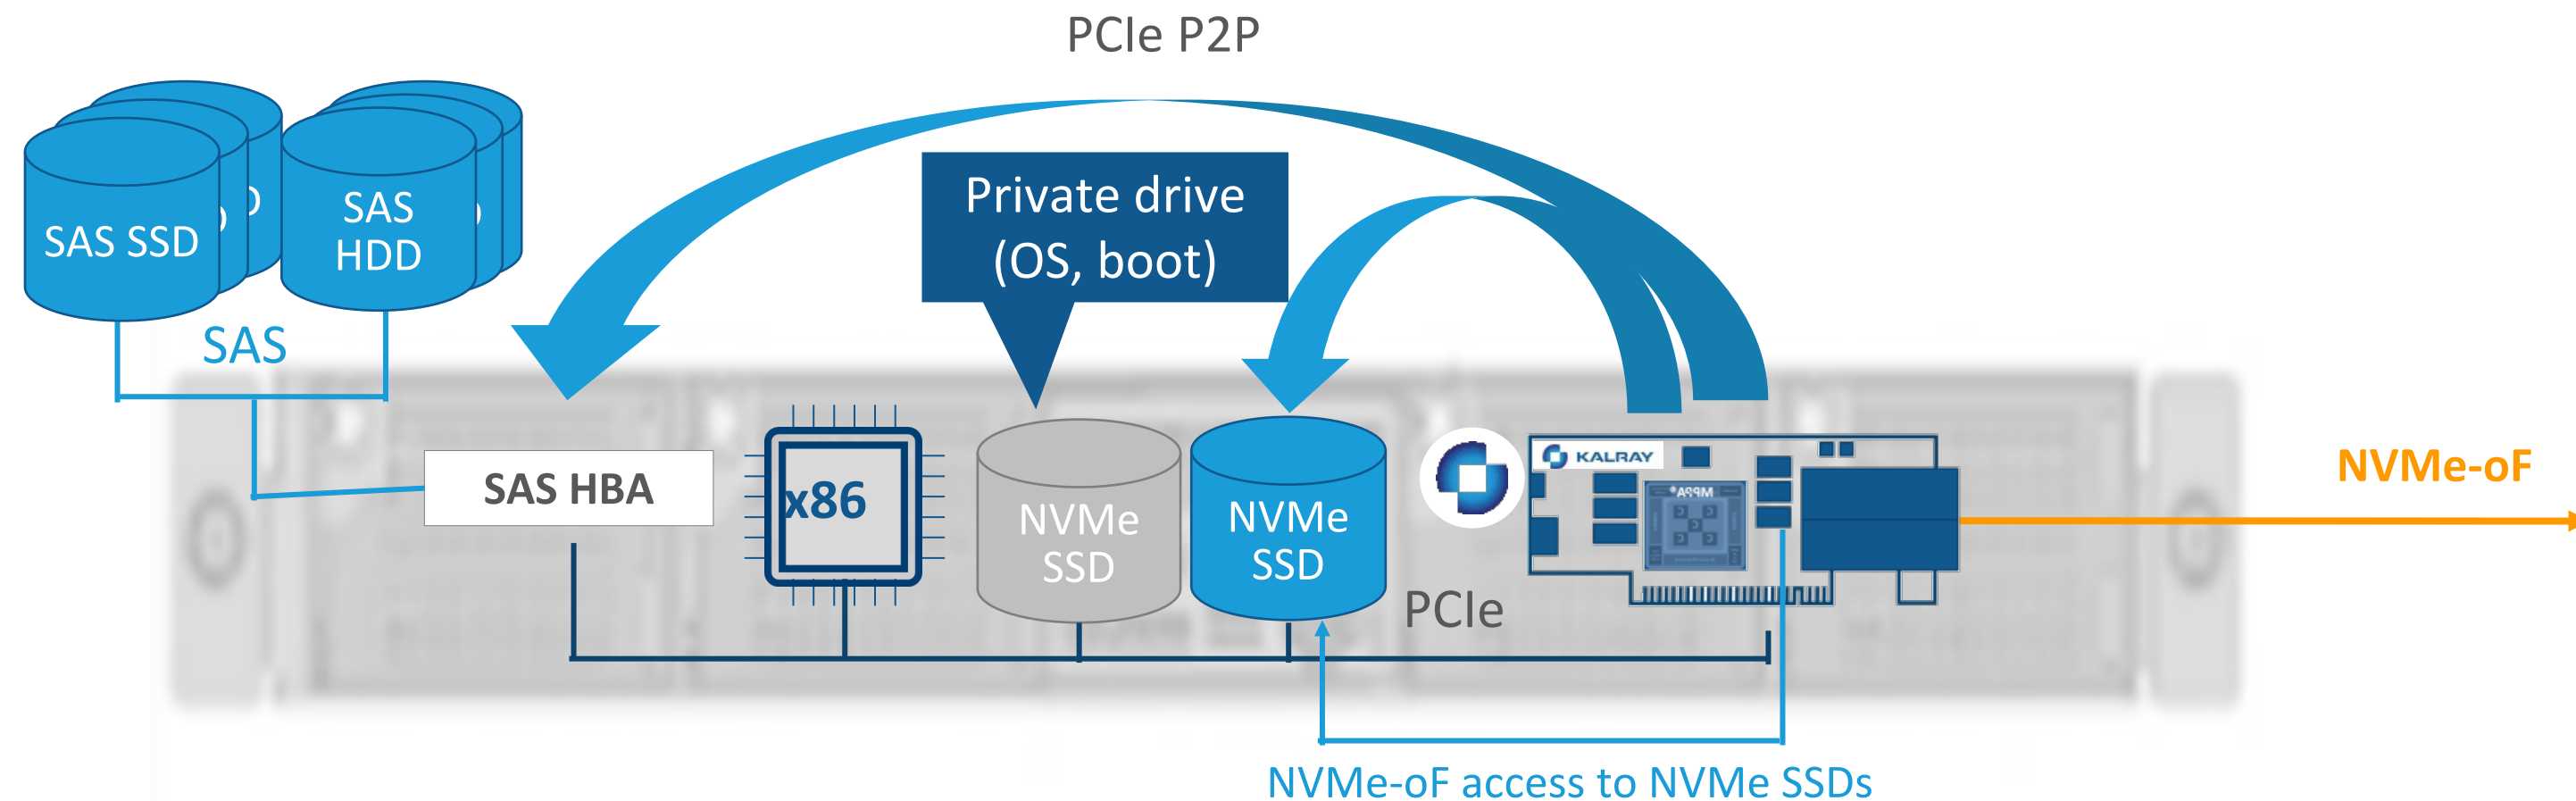 PCIe P2P
SAS SSD
SAS
HDD
D
SAS
Private drive
(OS, boot)
SAS HBA
x86
NVMe
SSD
NVMe
SSD
KALRAY
MPPA®
PCIe
NVMe-oF
NVMe-oF access to NVMe SSDs